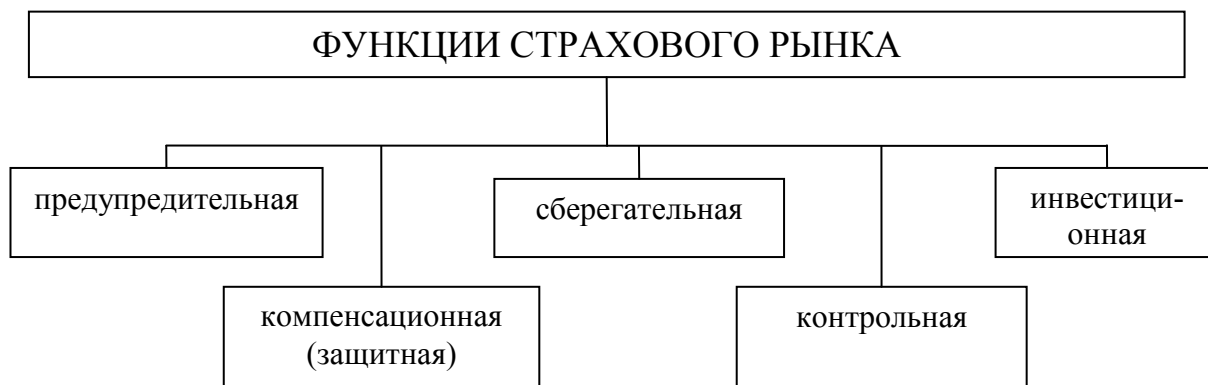 ФУНКЦИИ СТРАХОВОГО РЫНКА
предупредительная
сберегательная
инвестици-
онная
компенсационная
(защитная)
контрольная